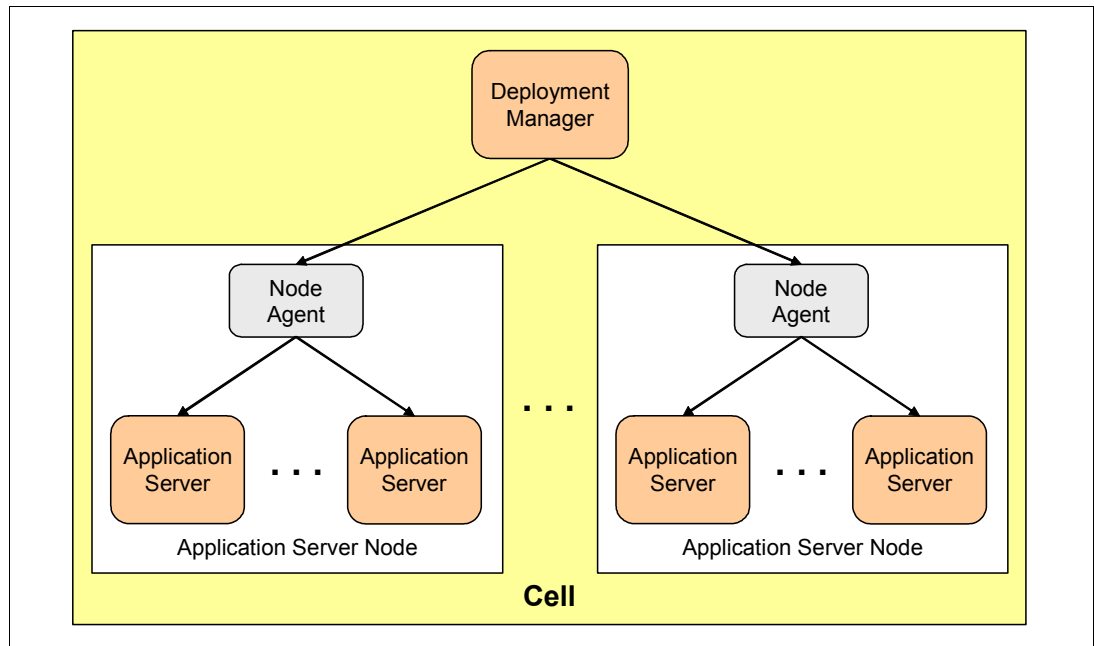 Deployment
Manager
Node
Agent
Node
Agent
. . .
Application
Server
. . .
Application
Server
Application
Server
. . .
Application
Server
Application Server Node
Application Server Node
Cell